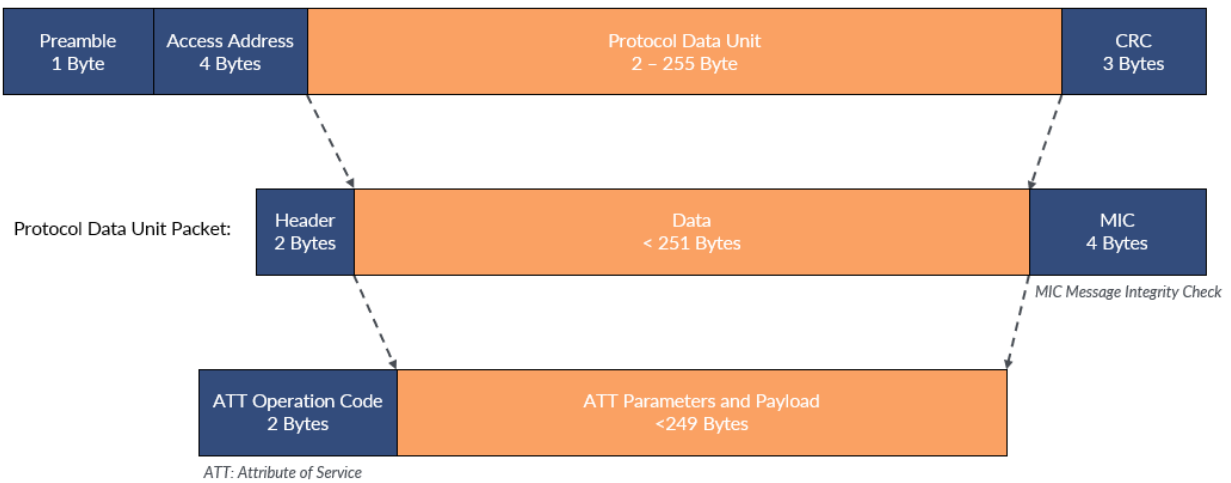 Preamble
1 Byte
Access Address
4 Bytes
Protocol Data Unit
2 – 255 Byte
CRC
3 Bytes
Protocol Data Unit Packet:
Header
2 Bytes
Data
< 251 Bytes
MIC
4 Bytes
MIC Message Integrity Check
ATT Operation Code
2 Bytes
ATT Parameters and Payload
<249 Bytes
ATT: Attribute of Service